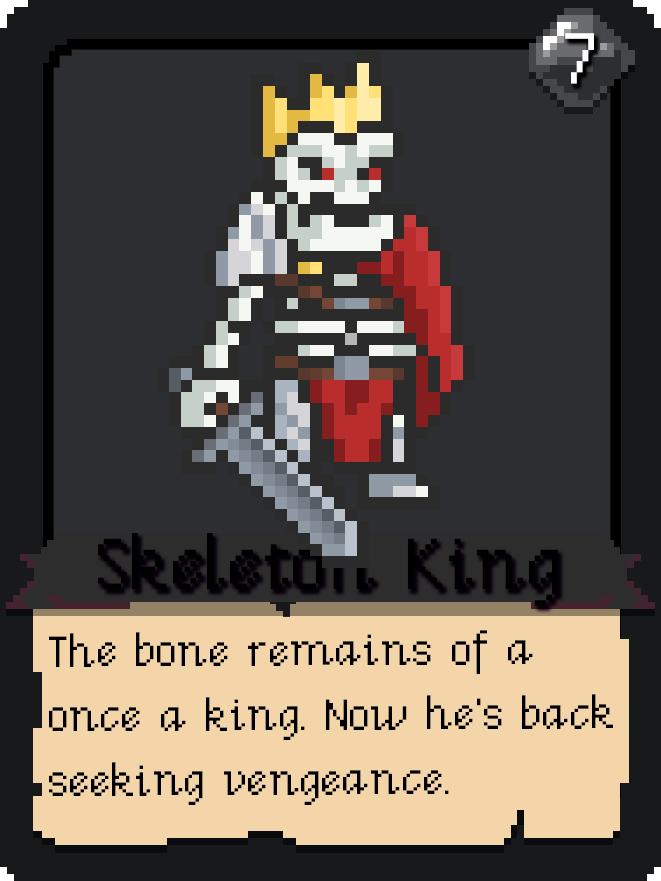 7
Skeleton King
The bone remains of a
once a king. Now he's back
seeking vengeance.